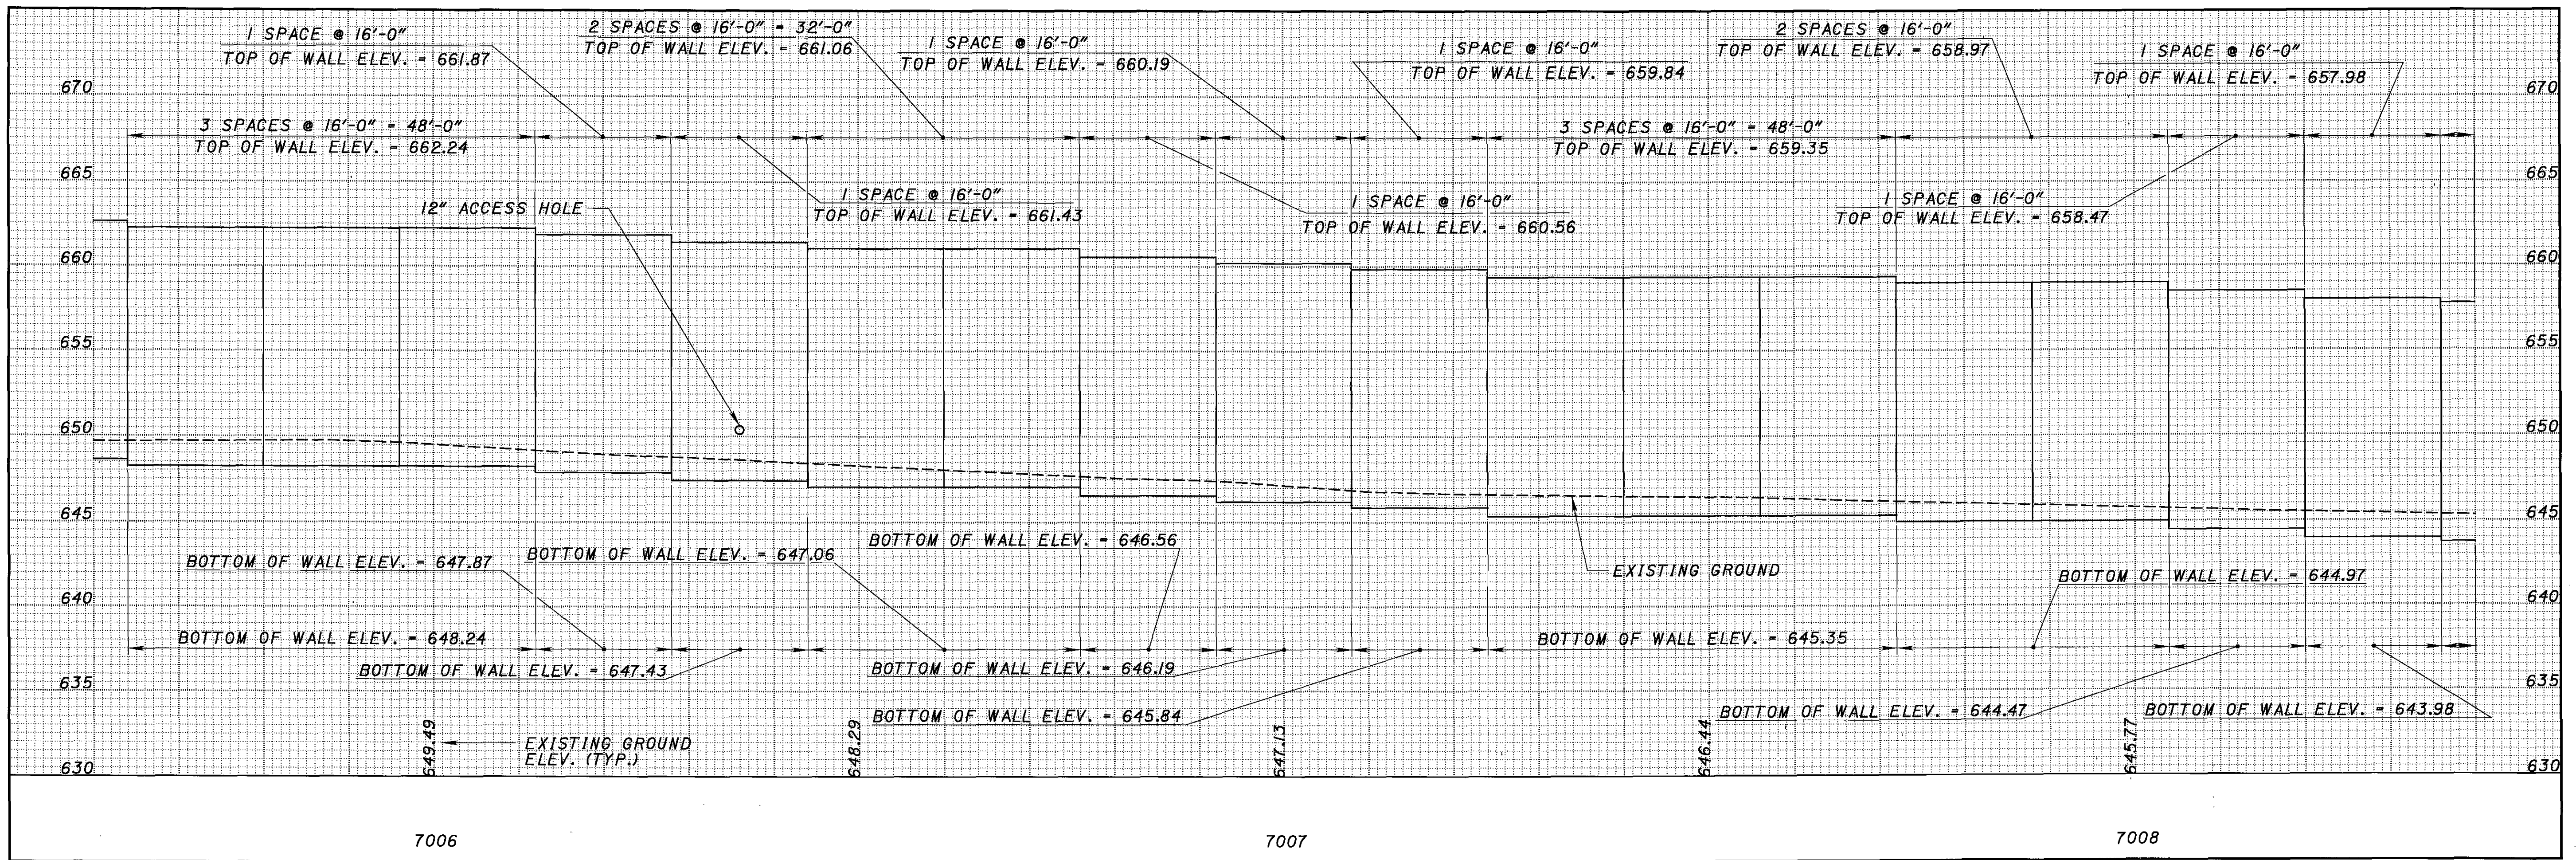 1 SPACE @ 16'-0"
TOP OF WALL ELEV. = 661.87
2 SPACES @ 16'-0" = 32'-0"
TOP OF WALL ELEV. = 661.06
1 SPACE @ 16'-0"
TOP OF WALL ELEV. = 660.19
1 SPACE @ 16'-0"
TOP OF WALL ELEV. = 659.84
2 SPACES @ 16'-0"
TOP OF WALL ELEV. = 658.97
1 SPACE @ 16'-0"
TOP OF WALL ELEV. = 657.98
670
670
3 SPACES @ 16'-0" = 48'-0"
TOP OF WALL ELEV. = 662.24
3 SPACES @ 16'-0" = 48'-0"
TOP OF WALL ELEV. = 659.35
665
665
12" ACCESS HOLE
1 SPACE @ 16'-0"
TOP OF WALL ELEV. = 661.43
1 SPACE @ 16'-0"
TOP OF WALL ELEV. = 660.56
1 SPACE @ 16'-0"
TOP OF WALL ELEV. = 658.47
660
660
655
655
650
650
645
645
BOTTOM OF WALL ELEV. = 647.87
BOTTOM OF WALL ELEV. = 647.06
BOTTOM OF WALL ELEV. = 646.56
EXISTING GROUND
BOTTOM OF WALL ELEV. = 644.97
640
640
BOTTOM OF WALL ELEV. = 648.24
BOTTOM OF WALL ELEV. = 647.43
BOTTOM OF WALL ELEV. = 646.19
BOTTOM OF WALL ELEV. = 645.35
635
635
BOTTOM OF WALL ELEV. = 645.84
BOTTOM OF WALL ELEV. = 644.47
BOTTOM OF WALL ELEV. = 643.98
649.49
EXISTING GROUND
ELEV. (TYP.)
648.29
647.13
646.44
645.77
630
630
7006
7007
7008